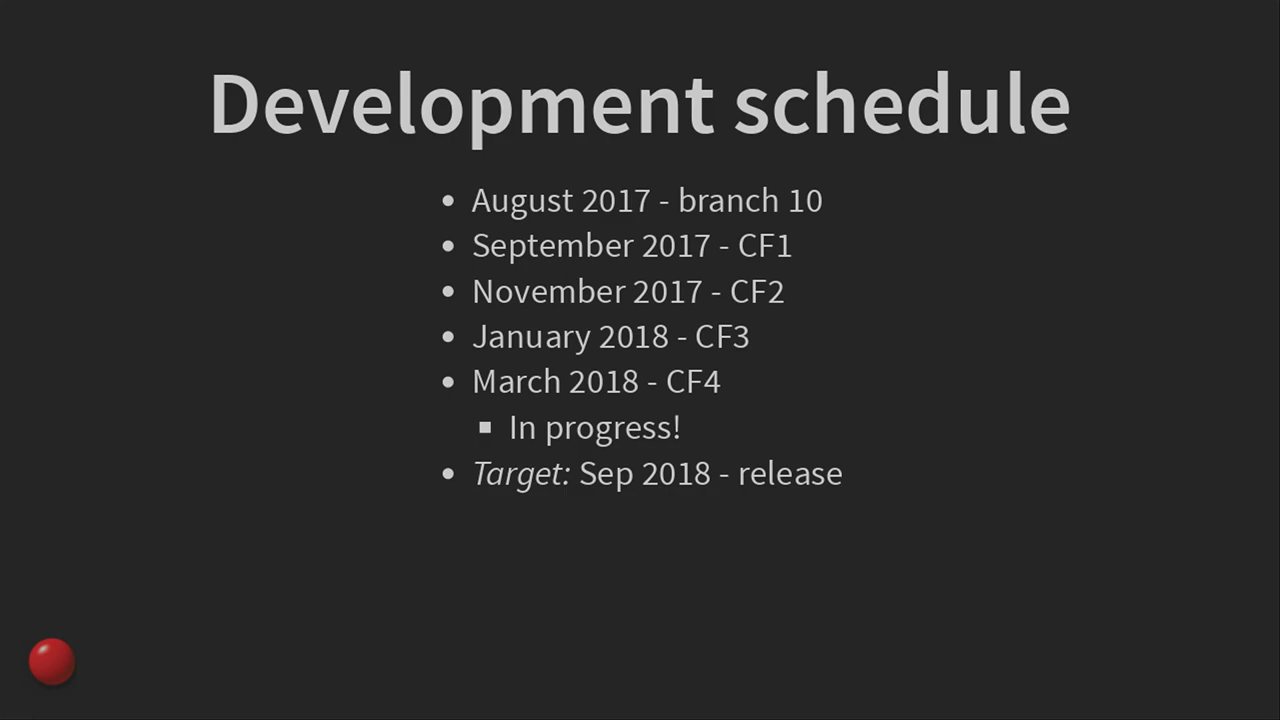 Development schedule
August 2017 - branch 10
September 2017 - CF1
November 2017 - CF2
January 2018 - CF3
March 2018 - CF4
In progress!
Target: Sep 2018 - release